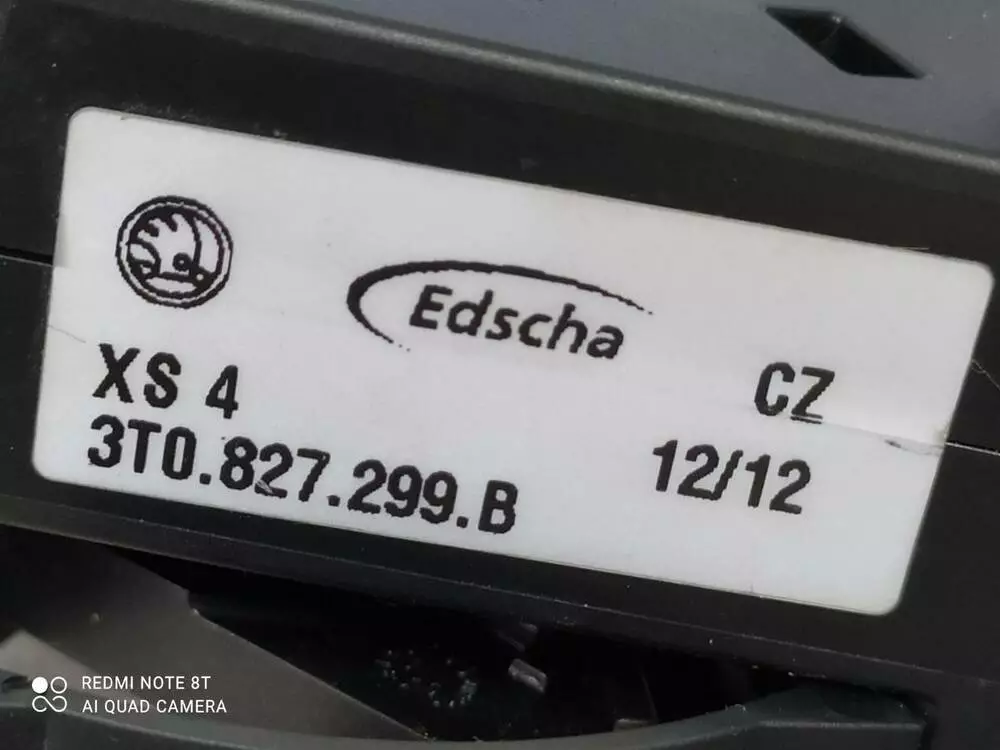 Edscha
XS 4
CZ
3T0.827.299.B
12/12
REDMI NOTE 8T
AI QUAD CAMERA